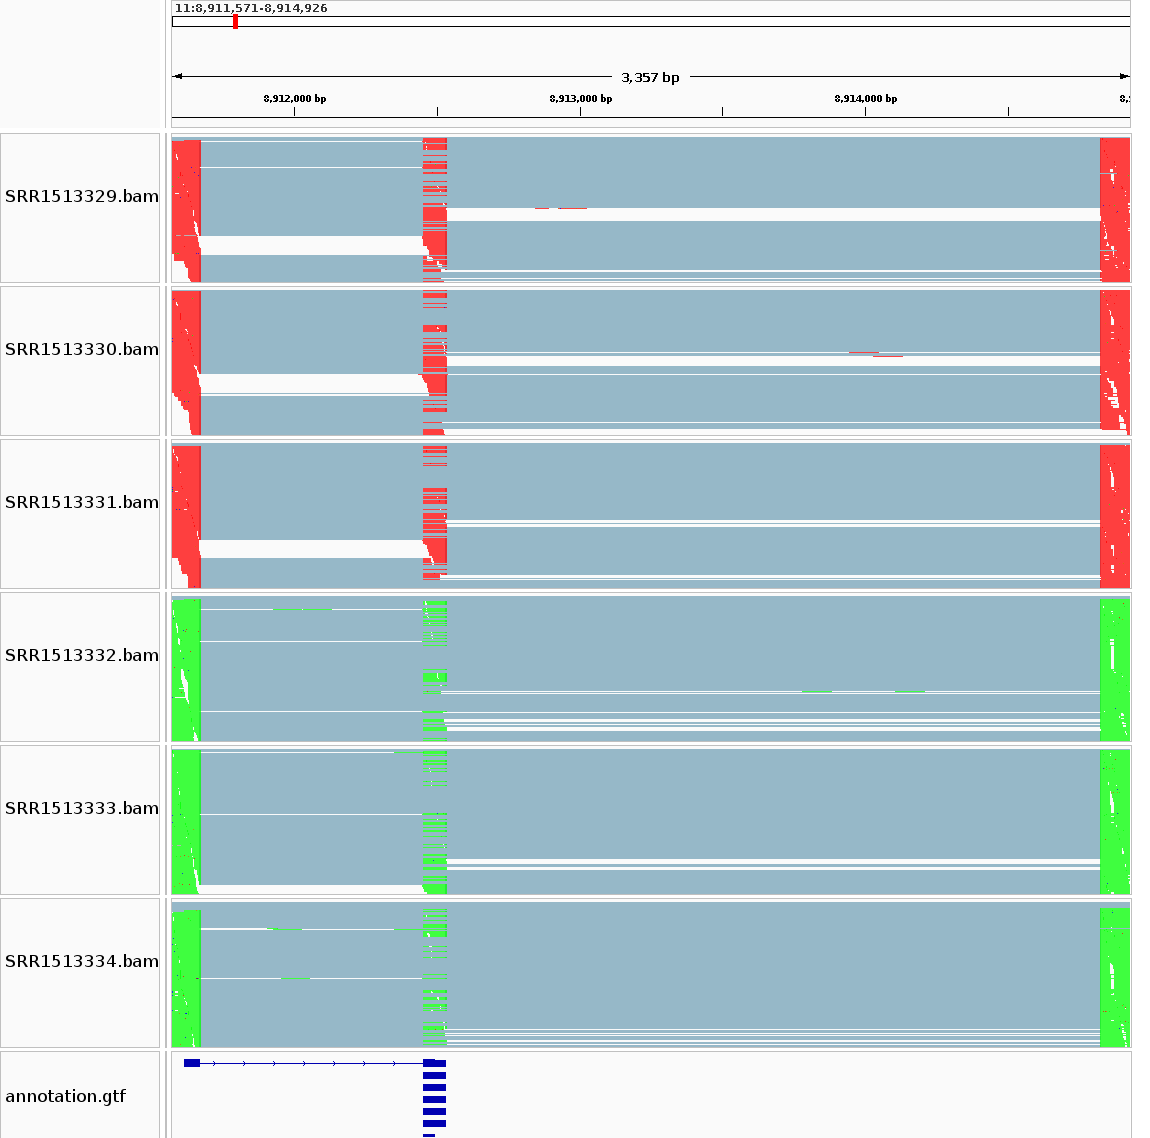 11:8,911,571-8,914,926
3,357 bp
8,912,000 bp 8,913,000 bp 8,914,000 bp
SRR1513329.bam
SRR1513330.bam
SRR1513331.bam
SRR1513332.bam
SRR1513333.bam
SRR1513334.bam
annotation.gtf